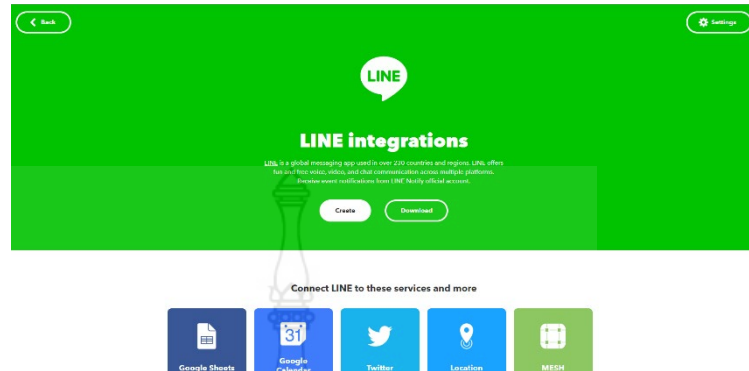 Back
Settings
LINE
LINE integrations
LINE is a global messaging app used in over 230 countries and regions. LINE offers
fun and free voice, video, and chat communication across multiple platforms.
Receive event notifications from LINE Notify official account.
Create
Download
Connect LINE to these services and more
31
Google Sheets
Google
Calendar
Twitter
Location
MESH